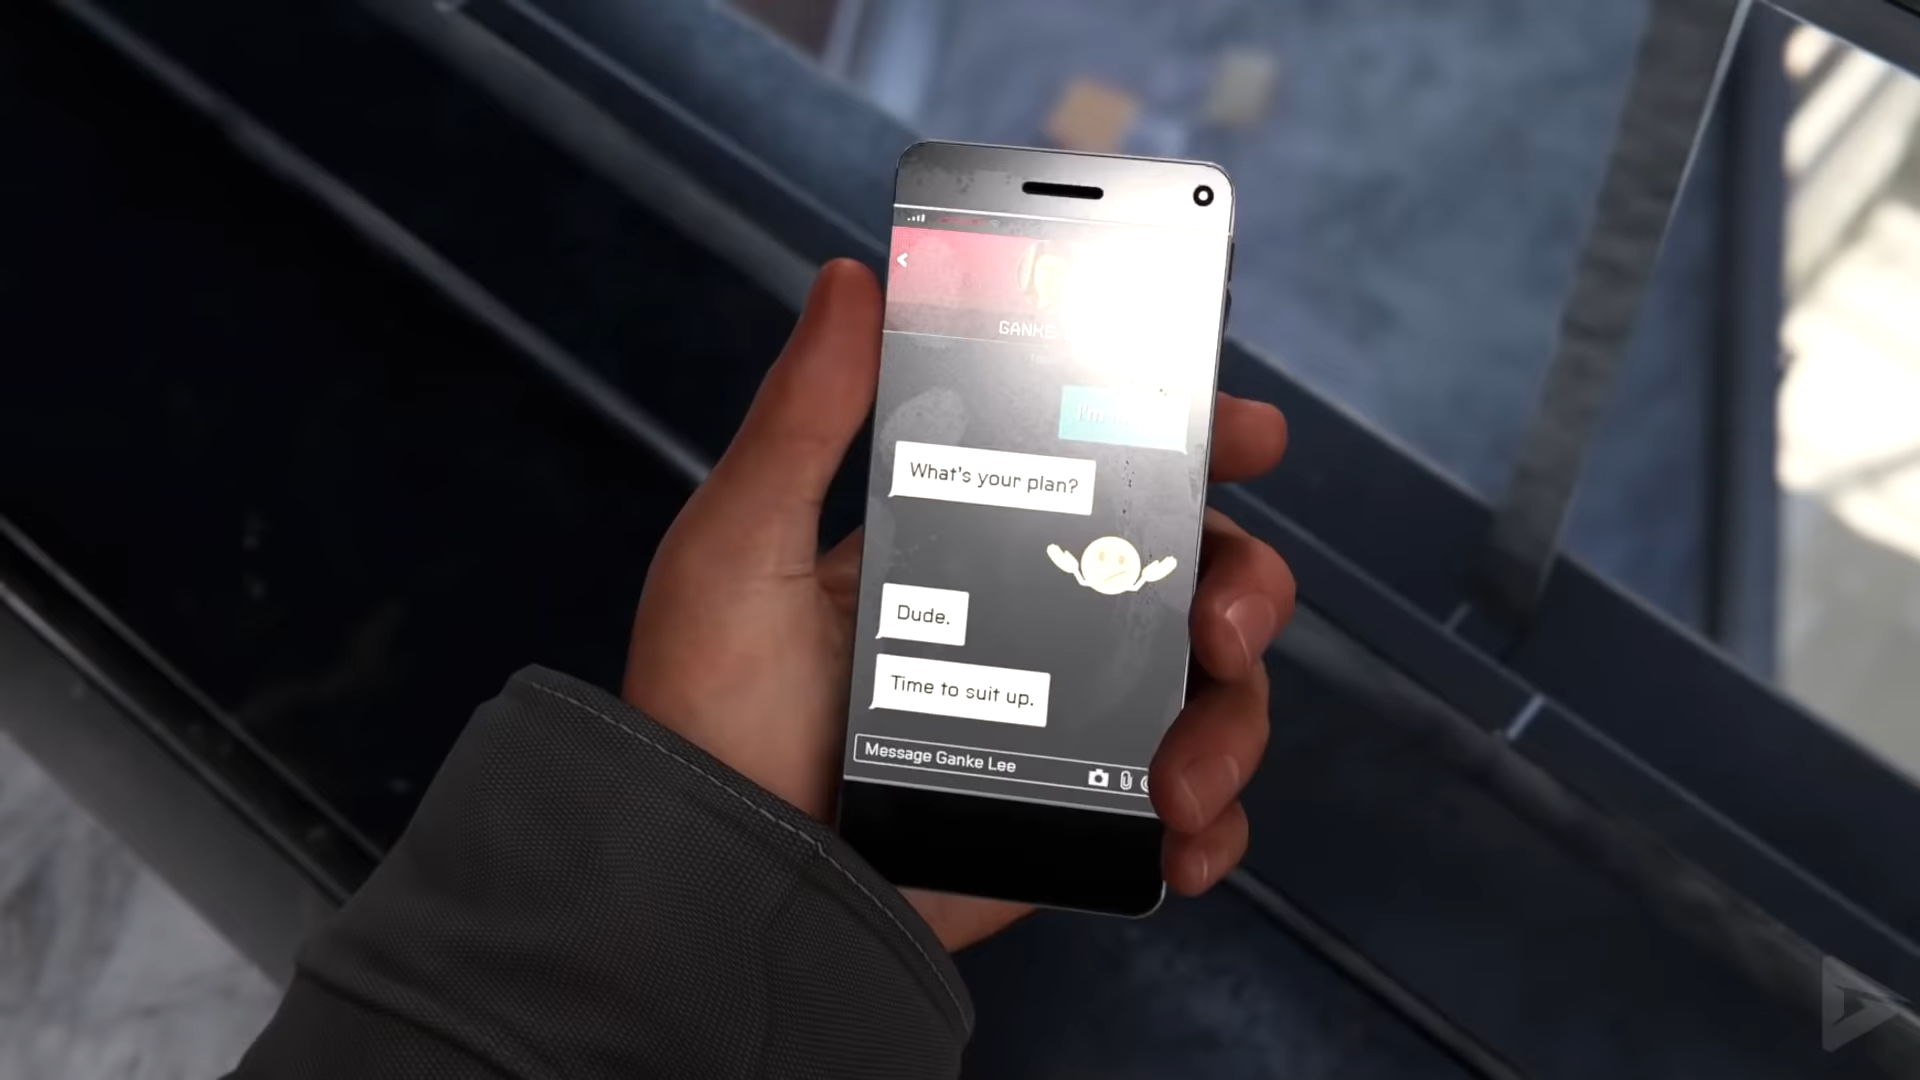 GANKE
I'm
What's your plan?
Dude.
Time to suit up.
Message Ganke Lee